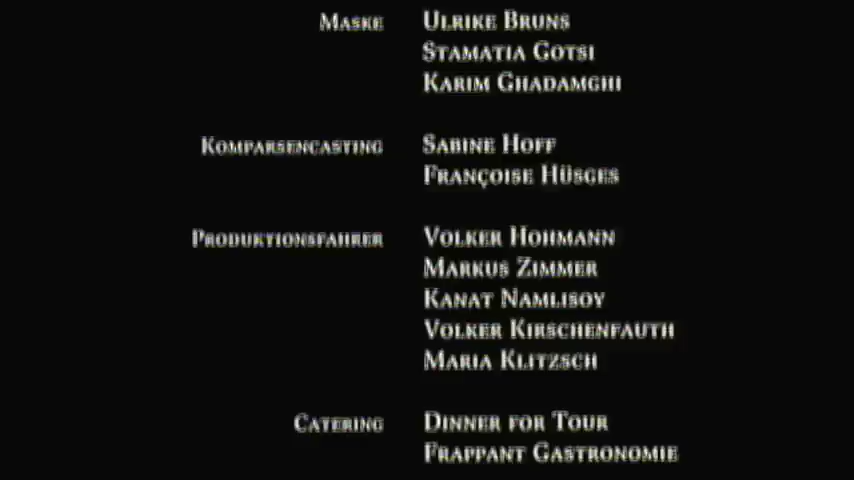 Maske Ulrike Bruns
Stamatia Gotsi
Karim Ghadamghi
Komparsencasting Sabine Hoff
Françoise Hüsges
Produktionsfahrer Volker Hohmann
Markus Zimmer
Kanat Namlisoy
Volker Kirschenfauth
Maria Klitzsch
Catering Dinner for Tour
Frappant Gastronomie